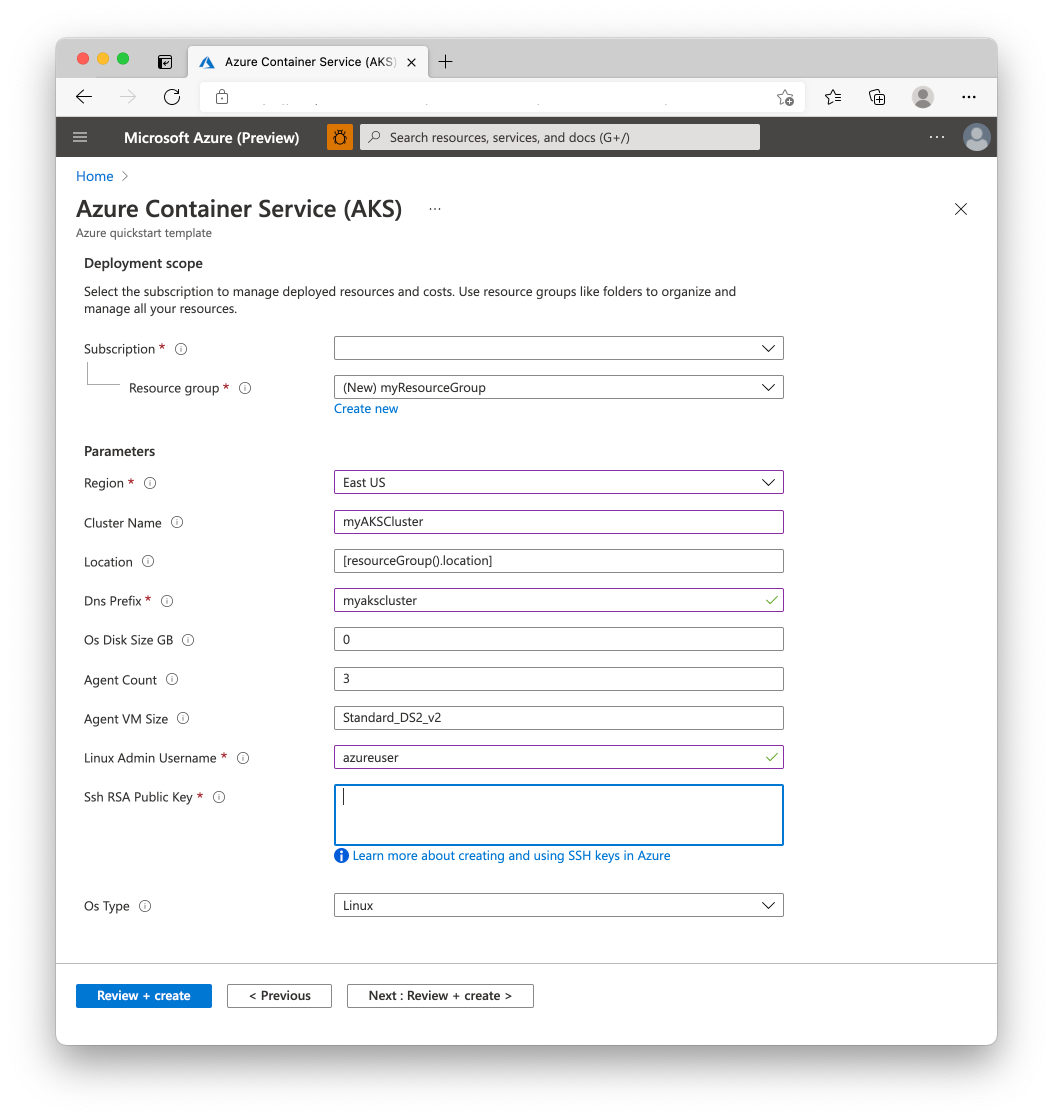 Azure Container Service (AKS)
Microsoft Azure (Preview)
Search resources, services, and docs (G+/)
Home
Azure Container Service (AKS)
Azure quickstart template
Deployment scope
Select the subscription to manage deployed resources and costs. Use resource groups like folders to organize and
manage all your resources.
Subscription *
Resource group *
(New) myResourceGroup
Create new
Parameters
Region *
East US
Cluster Name
myAKSCluster
Location
[resourceGroup().location]
Dns Prefix *
myakscluster
Os Disk Size GB
0
Agent Count
3
Agent VM Size
Standard_DS2_v2
Linux Admin Username *
azureuser
Ssh RSA Public Key *
Learn more about creating and using SSH keys in Azure
Os Type
Linux
Review + create
< Previous
Next : Review + create >